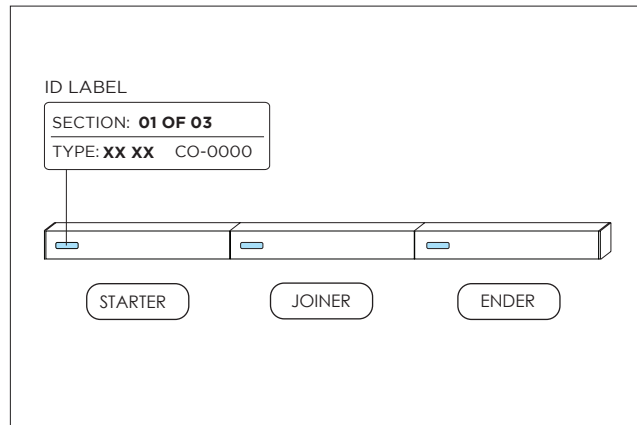 ID LABEL
SECTION: 01 OF 03
TYPE: XX XX CO-0000
STARTER
JOINER
ENDER